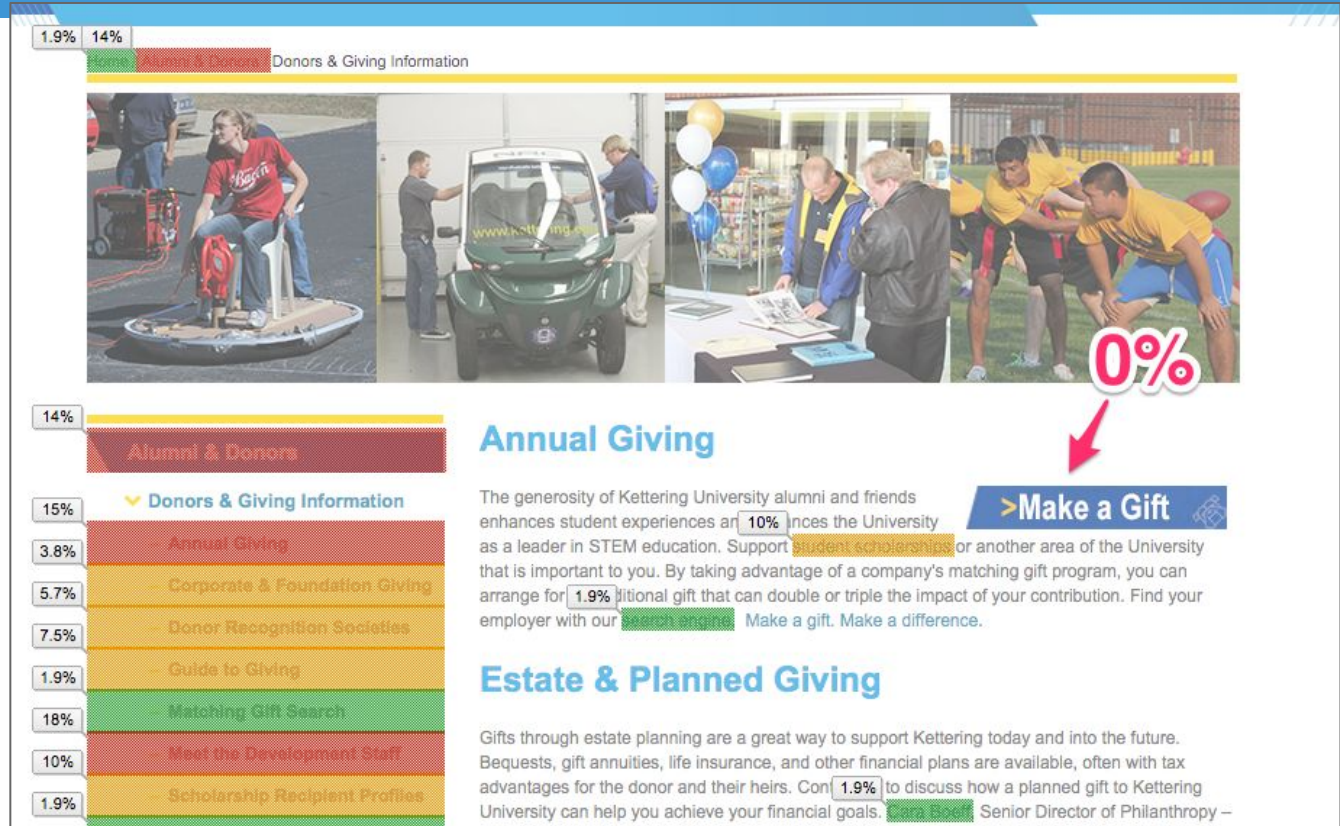 1.9% 14%
Home Alumni & Donors Donors & Giving Information
Bacon
www.kettering.
0%
14%
Alumni & Donors
Donors & Giving Information
15%
– Annual Giving
3.8%
– Corporate & Foundation Giving
5.7%
– Donor Recognition Societies
7.5%
– Guide to Giving
1.9%
– Matching Gift Search
18%
– Meet the Development Staff
10%
– Scholarship Recipient Profiles
1.9%
Annual Giving
>Make a Gift
The generosity of Kettering University alumni and friends
enhances student experiences an 10% nces the University
as a leader in STEM education. Support student scholarships or another area of the University
that is important to you. By taking advantage of a company's matching gift program, you can
arrange for 1.9% ditional gift that can double or triple the impact of your contribution. Find your
employer with our search engine. Make a gift. Make a difference.
Estate & Planned Giving
Gifts through estate planning are a great way to support Kettering today and into the future.
Bequests, gift annuities, life insurance, and other financial plans are available, often with tax
advantages for the donor and their heirs. Con 1.9% to discuss how a planned gift to Kettering
University can help you achieve your financial goals. Cara Boeff, Senior Director of Philanthropy –